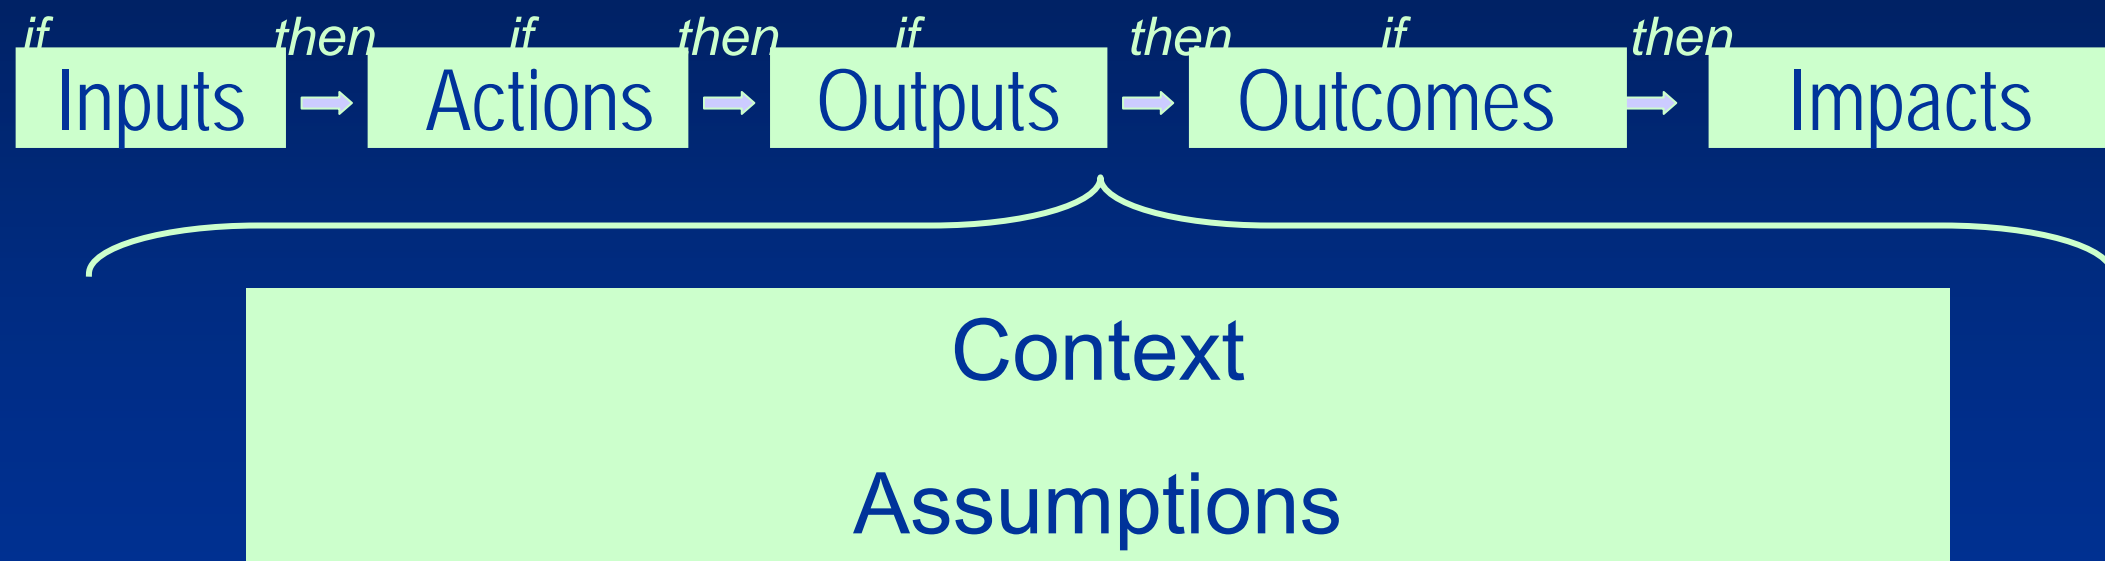 if then if then if then if then
Inputs Actions Outputs Outcomes Impacts
Context
Assumptions